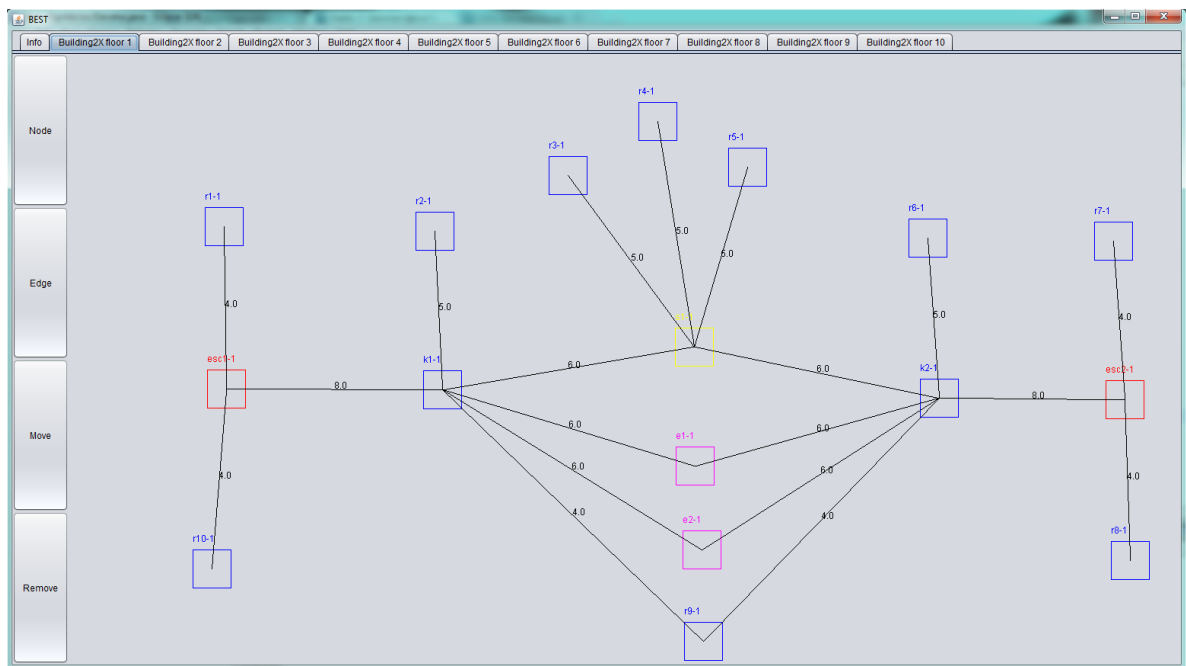 BEST
Info Building2X floor 1 Building2X floor 2 Building2X floor 3 Building2X floor 4 Building2X floor 5 Building2X floor 6 Building2X floor 7 Building2X floor 8 Building2X floor 9 Building2X floor 10
r4-1
Node
r5-1
r3-1
r1-1
r2-1
r6-1
r7-1
5.0
5.0
5.0
Edge
4.0
5.0
5.0
4.0
esc1-1
k1-1
6.0
6.0
k2-1
esc2-1
8.0
8.0
6.0
6.0
Move
e1-1
6.0
6.0
4.0
4.0
4.0
4.0
e2-1
r10-1
r8-1
Remove
r9-1